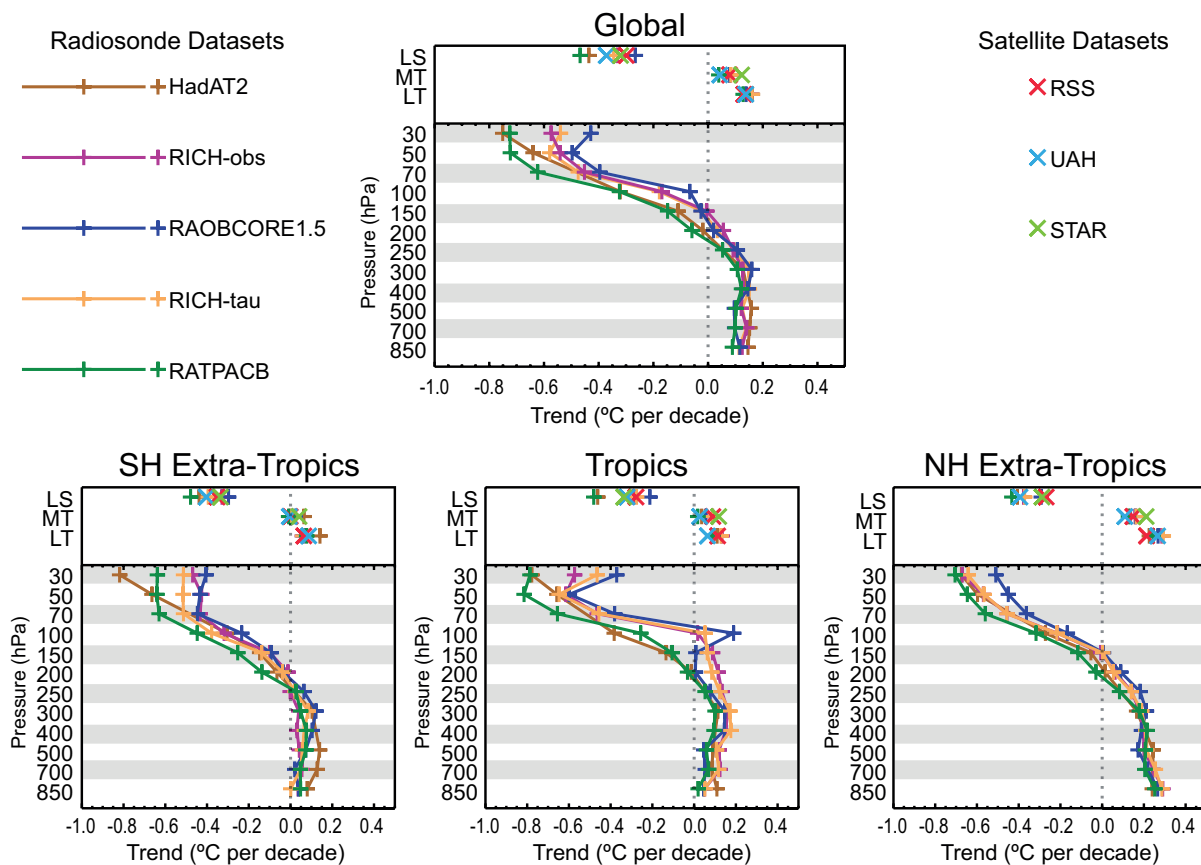 Global
Radiosonde Datasets
HadAT2
RICH-obs
RAOBCORE1.5
RICH-tau
RATPACB
Satellite Datasets
RSS
UAH
STAR
LS
MT
LT
30
50
70
100
150
200
250
300
400
500
700
850
Pressure (hPa)
-1.0 -0.8 -0.6 -0.4 -0.2 0.0 0.2 0.4
Trend (ºC per decade)
SH Extra-Tropics
LS
MT
LT
30
50
70
100
150
200
250
300
400
500
700
850
Pressure (hPa)
-1.0 -0.8 -0.6 -0.4 -0.2 0.0 0.2 0.4
Trend (ºC per decade)
Tropics
LS
MT
LT
30
50
70
100
150
200
250
300
400
500
700
850
Pressure (hPa)
-1.0 -0.8 -0.6 -0.4 -0.2 0.0 0.2 0.4
Trend (ºC per decade)
NH Extra-Tropics
LS
MT
LT
30
50
70
100
150
200
250
300
400
500
700
850
Pressure (hPa)
-1.0 -0.8 -0.6 -0.4 -0.2 0.0 0.2 0.4
Trend (ºC per decade)